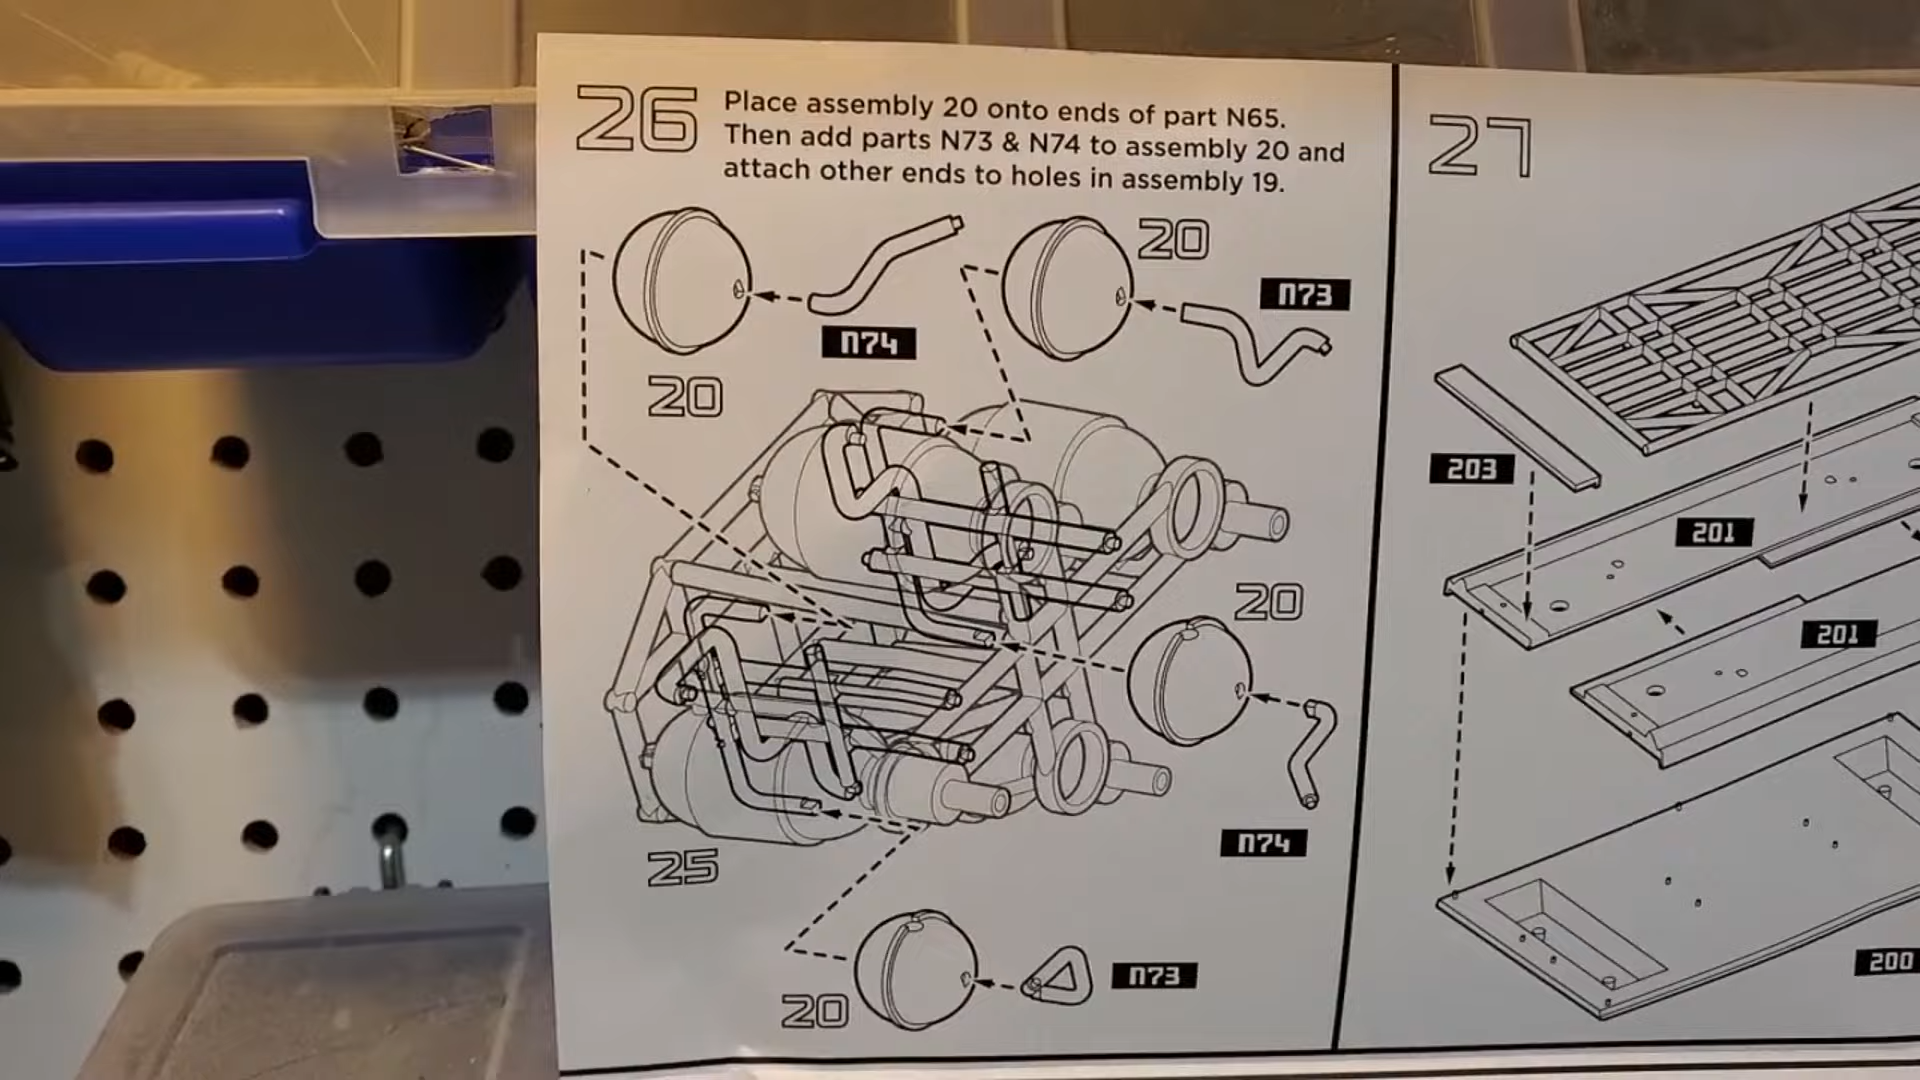 26
Place assembly 20 onto ends of part N65.
Then add parts N73 & N74 to assembly 20 and
attach other ends to holes in assembly 19.
20
N73
N74
20
20
N74
25
20
N73
27
203
201
201
200